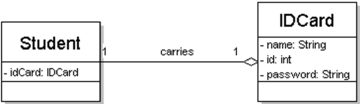 Student
- idCard: IDCard
1 carries 1
IDCard
- name: String
- id: int
- password: String